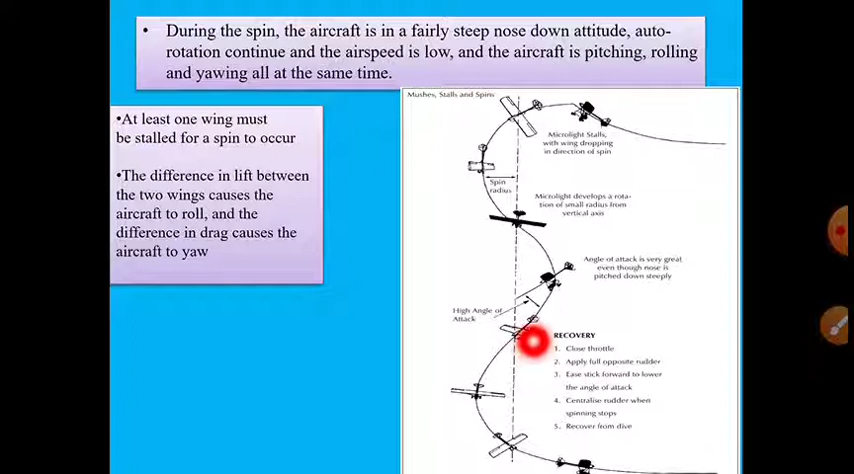 • During the spin, the aircraft is in a fairly steep nose down attitude, auto-
rotation continue and the airspeed is low, and the aircraft is pitching, rolling
and yawing all at the same time.
•At least one wing must
be stalled for a spin to occur
•The difference in lift between
the two wings causes the
aircraft to roll, and the
difference in drag causes the
aircraft to yaw
Mushes, Stalls and Spins
Microlight Stalls,
with wing dropping
in direction of spin
Spin
radius
Microlight develops a rota-
tion of small radius from
vertical axis
Angle of attack is very great
even though nose is
pitched down steeply
High Angle of
Attack
RECOVERY
1. Close throttle
2. Apply full opposite rudder
3. Ease stick forward to lower
the angle of attack
4. Centralise rudder when
spinning stops
5. Recover from dive